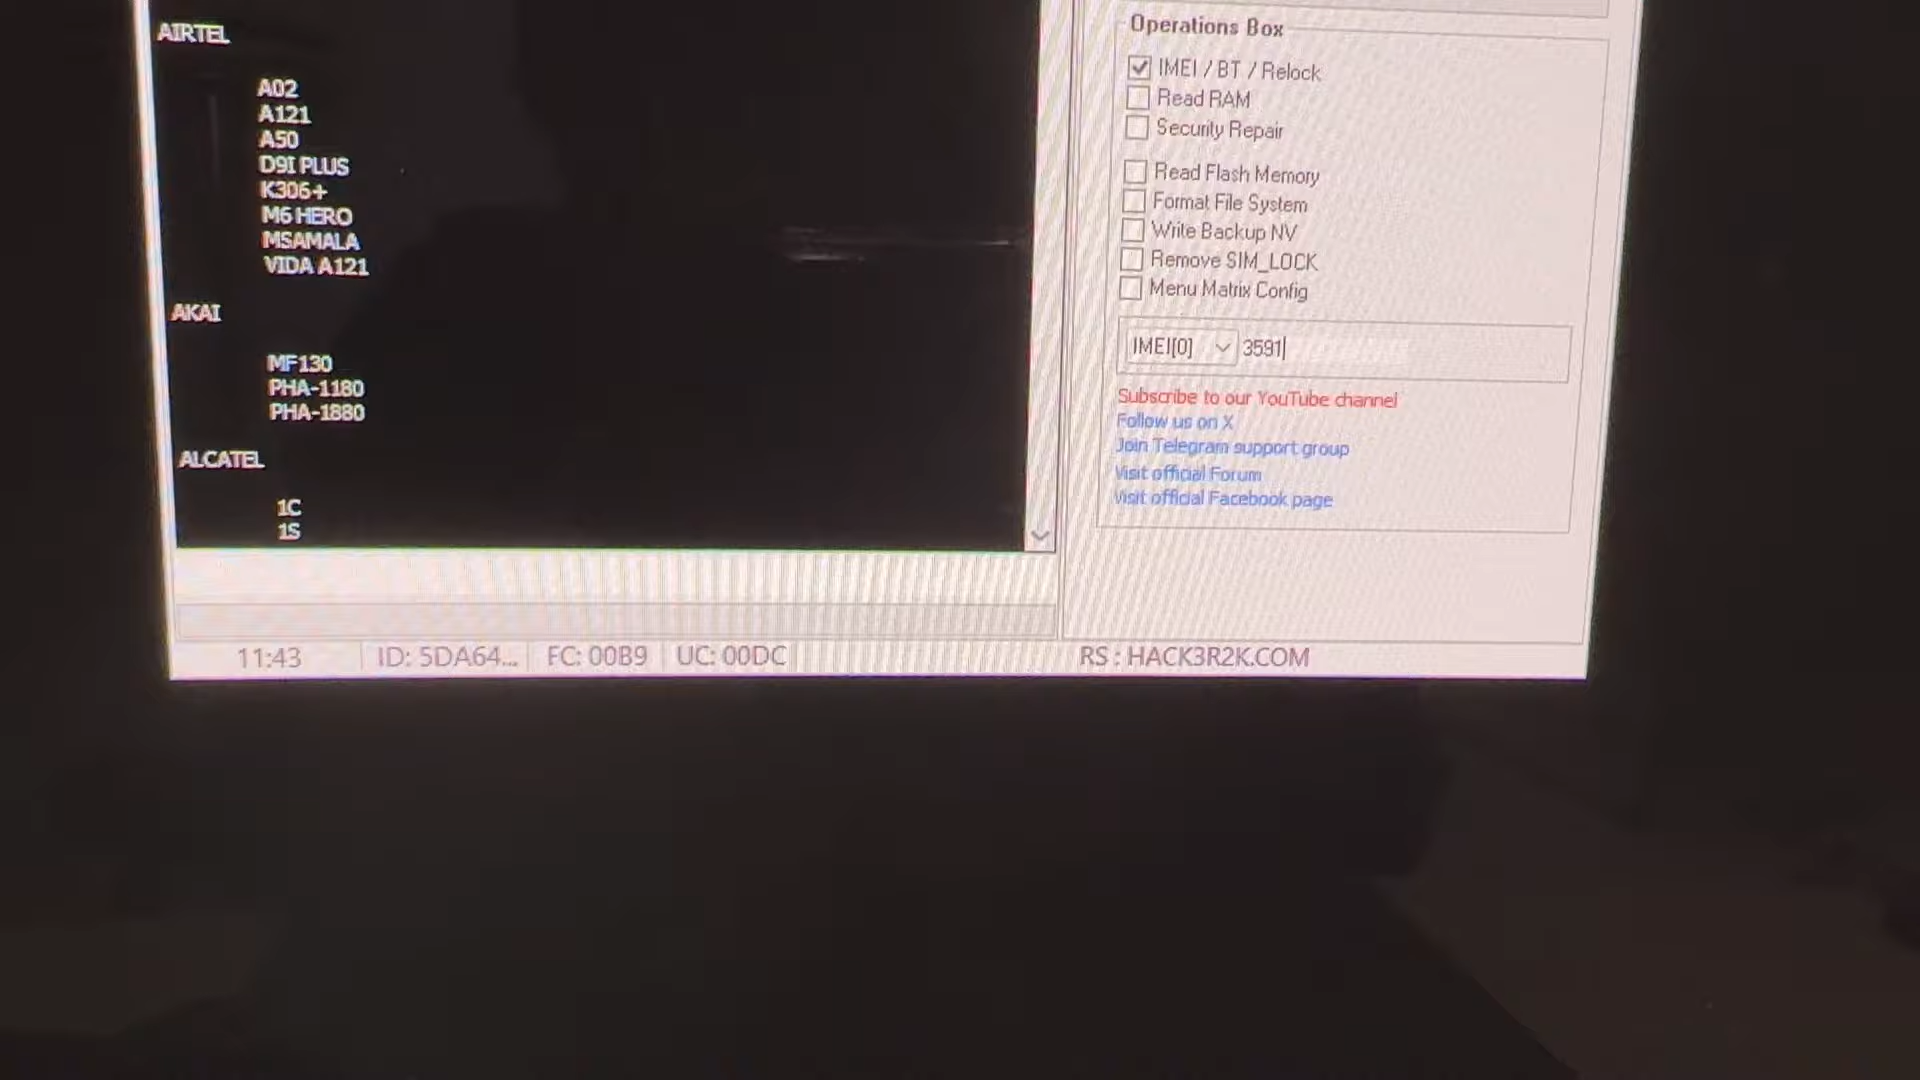 AIRTEL
A02
A121
A50
D9I PLUS
K306+
M6 HERO
MSAMALA
VIDA A121
AKAI
MF130
PHA-1180
PHA-1880
ALCATEL
1C
1S
Operations Box
IMEI / BT / Relock
Read RAM
Security Repair
Read Flash Memory
Format File System
Write Backup NV
Remove SIM_LOCK
Menu Matrix Config
IMEI[0] 3591
Subscribe to our YouTube channel
Follow us on X
Join Telegram support group
Visit official Forum
Visit official Facebook page
11:43 ID: 5DA64... FC: 00B9 UC: 00DC RS : HACK3R2K.COM